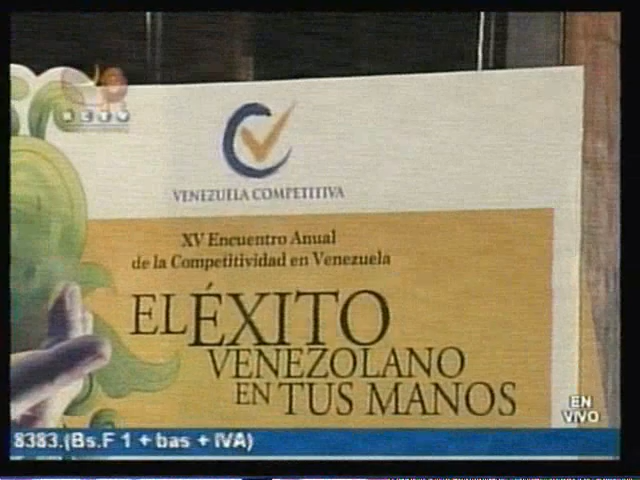 RCTV
VENEZUELA COMPETITIVA
XV Encuentro Anual
de la Competitividad en Venezuela
EL ÉXITO
VENEZOLANO
EN TUS MANOS
EN
VIVO
8383.(Bs.F 1 + bas + IVA)